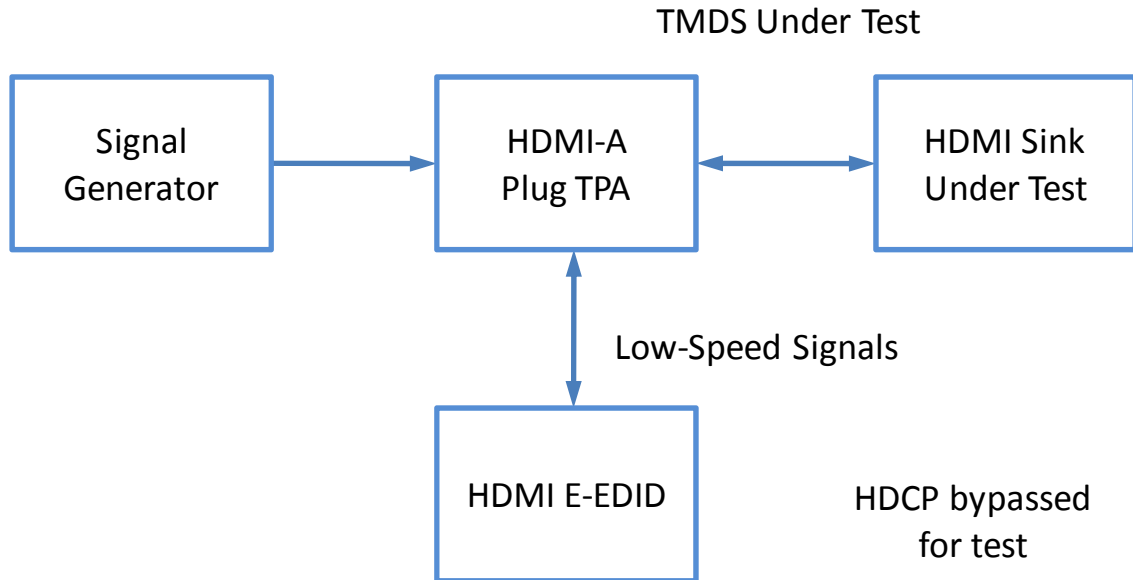 TMDS Under Test
Signal
Generator
HDMI-A
Plug TPA
HDMI Sink
Under Test
Low-Speed Signals
HDMI E-EDID
HDCP bypassed
for test